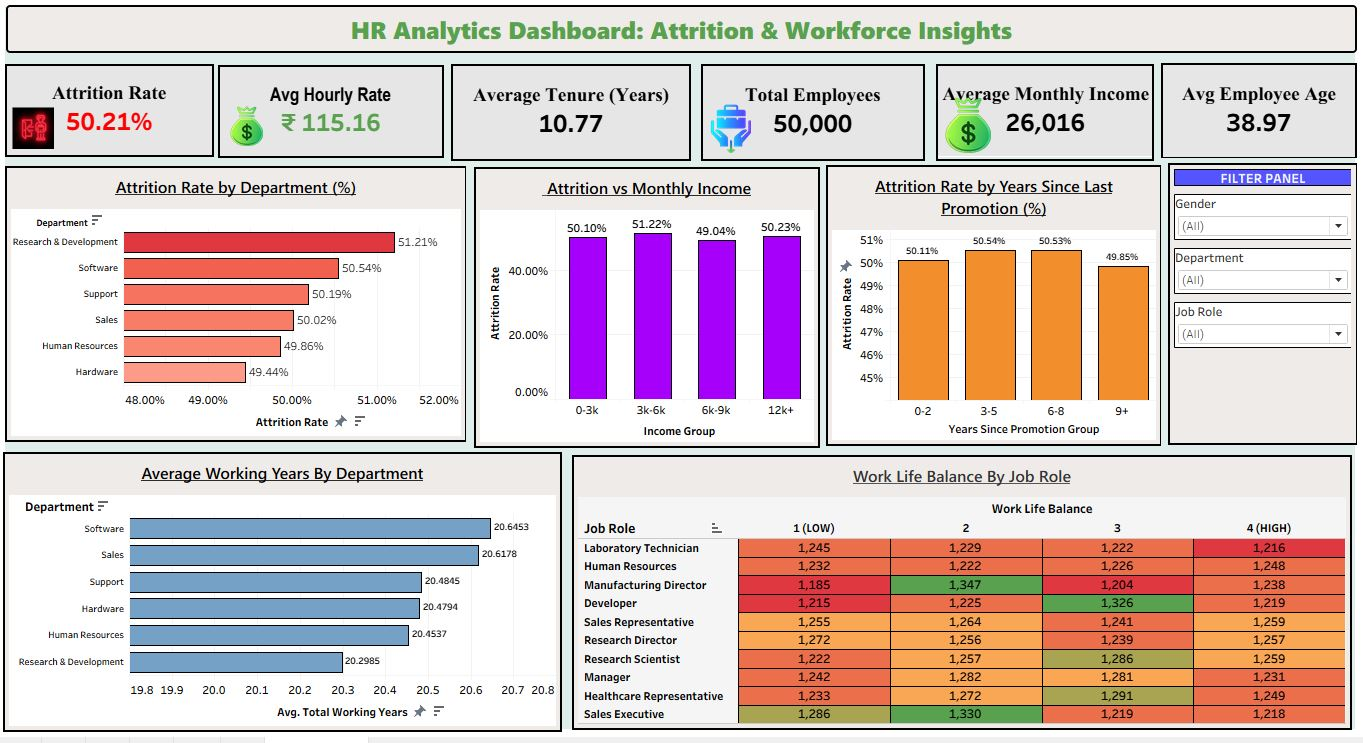 HR Analytics Dashboard: Attrition & Workforce Insights
Attrition Rate
50.21%
Avg Hourly Rate
₹ 115.16
Average Tenure (Years)
10.77
Total Employees
50,000
Average Monthly Income
26,016
Avg Employee Age
38.97
Attrition Rate by Department (%)
Department
Research & Development 51.21%
Software 50.54%
Support 50.19%
Sales 50.02%
Human Resources 49.86%
Hardware 49.44%
48.00% 49.00% 50.00% 51.00% 52.00%
Attrition Rate
Attrition vs Monthly Income
50.10% 51.22% 49.04% 50.23%
40.00%
20.00%
0.00%
Attrition Rate
0-3k 3k-6k 6k-9k 12k+
Income Group
Attrition Rate by Years Since Last
Promotion (%)
51%
50%
49%
48%
47%
46%
45%
50.11% 50.54% 50.53% 49.85%
Attrition Rate
0-2 3-5 6-8 9+
Years Since Promotion Group
FILTER PANEL
Gender
(All)
Department
(All)
Job Role
(All)
Average Working Years By Department
Department
Software 20.6453
Sales 20.6178
Support 20.4845
Hardware 20.4794
Human Resources 20.4537
Research & Development 20.2985
19.8 19.9 20.0 20.1 20.2 20.3 20.4 20.5 20.6 20.7 20.8
Avg. Total Working Years
Work Life Balance By Job Role
Work Life Balance
Job Role 1 (LOW) 2 3 4 (HIGH)
Laboratory Technician 1,245 1,229 1,222 1,216
Human Resources 1,232 1,222 1,226 1,248
Manufacturing Director 1,185 1,347 1,204 1,238
Developer 1,215 1,225 1,326 1,219
Sales Representative 1,255 1,264 1,241 1,259
Research Director 1,272 1,256 1,239 1,257
Research Scientist 1,222 1,257 1,286 1,259
Manager 1,242 1,282 1,281 1,231
Healthcare Representative 1,233 1,272 1,291 1,249
Sales Executive 1,286 1,330 1,219 1,218